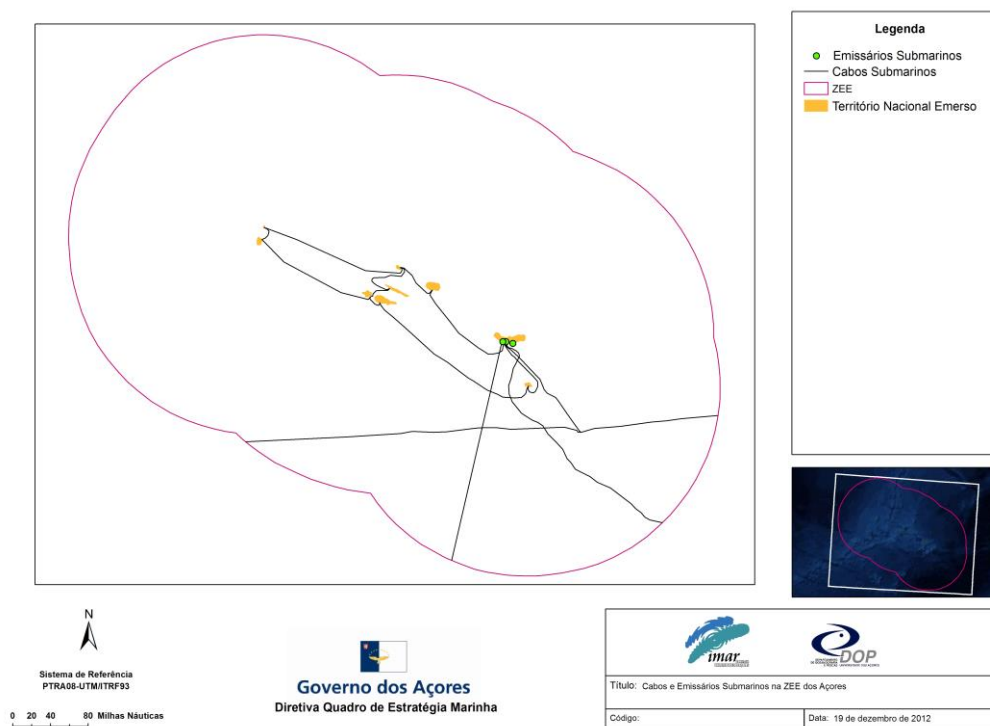 Legenda
Emissários Submarinos
Cabos Submarinos
ZEE
Território Nacional Emerso
N
Sistema de Referência
PTRA08-UTM/ITRF93
0 20 40 80 Milhas Náuticas
Governo dos Açores
Diretiva Quadro de Estratégia Marinha
imar
DOP
Título: Cabos e Emissários Submarinos na ZEE dos Açores
Código:
Data: 19 de dezembro de 2012